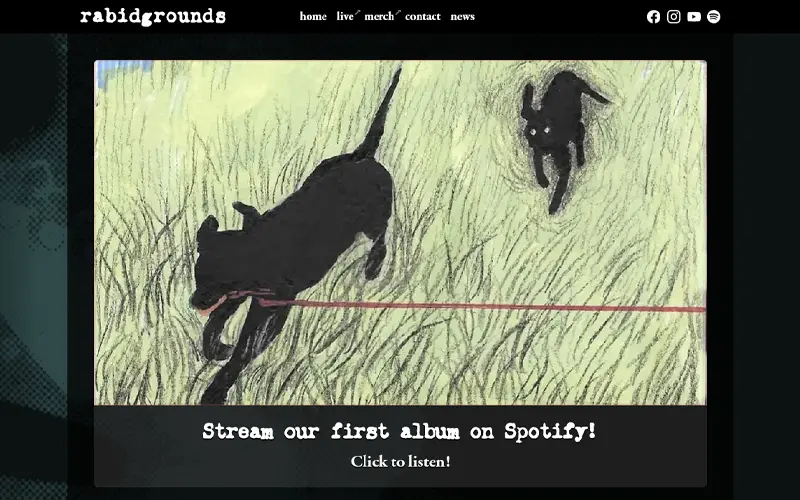 rabidgrounds
home live↗ merch↗ contact news
Stream our first album on Spotify!
Click to listen!